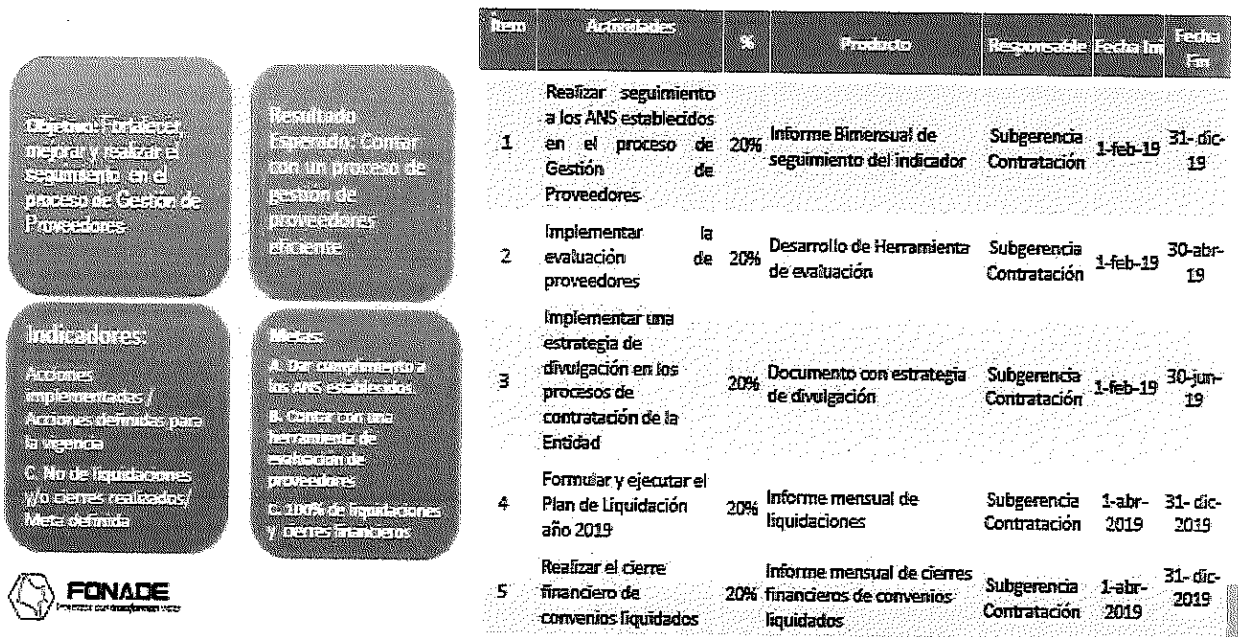 Objetivo: Fortalecer,
mejorar y realizar el
seguimiento en el
proceso de Gestión de
Proveedores
Resultado
Esperado: Contar
con un proceso de
gestión de
proveedores
eficiente
Indicadores:
Acciones
implementadas /
Acciones definidas para
la vigencia
C. No de liquidaciones
y/o cierres realizados/
Meta definida
Metas:
A. Dar cumplimiento a
los ANS establecidos
B. Contar con una
herramienta de
evaluación de
proveedores
C. 100% de liquidaciones
y cierres financieros
FONADE
Ítem Actividades % Producto Responsable Fecha Ini Fecha
Fin
Realizar seguimiento
a los ANS establecidos
1 en el proceso de 20% Informe Bimensual de
seguimiento del indicador Subgerencia
Contratación 1-feb-19 31- dic-
19
Gestión de
Proveedores
Implementar la
2 evaluación de 20% Desarrollo de Herramienta
de evaluación Subgerencia
Contratación 1-feb-19 30-abr-
19
proveedores
Implementar una
estrategia de
divulgación en los
3 procesos de 20% Documento con estrategia
de divulgación Subgerencia
Contratación 1-feb-19 30-jun-
19
contratación de la
Entidad
Formular y ejecutar el
4 Plan de Liquidación 20% Informe mensual de
liquidaciones Subgerencia
Contratación 1-abr-
2019 31- dic-
2019
año 2019
Realizar el cierre
5 financiero de 20% Informe mensual de cierres
financieros de convenios
liquidados Subgerencia
Contratación 1-abr-
2019 31- dic-
2019
convenios liquidados